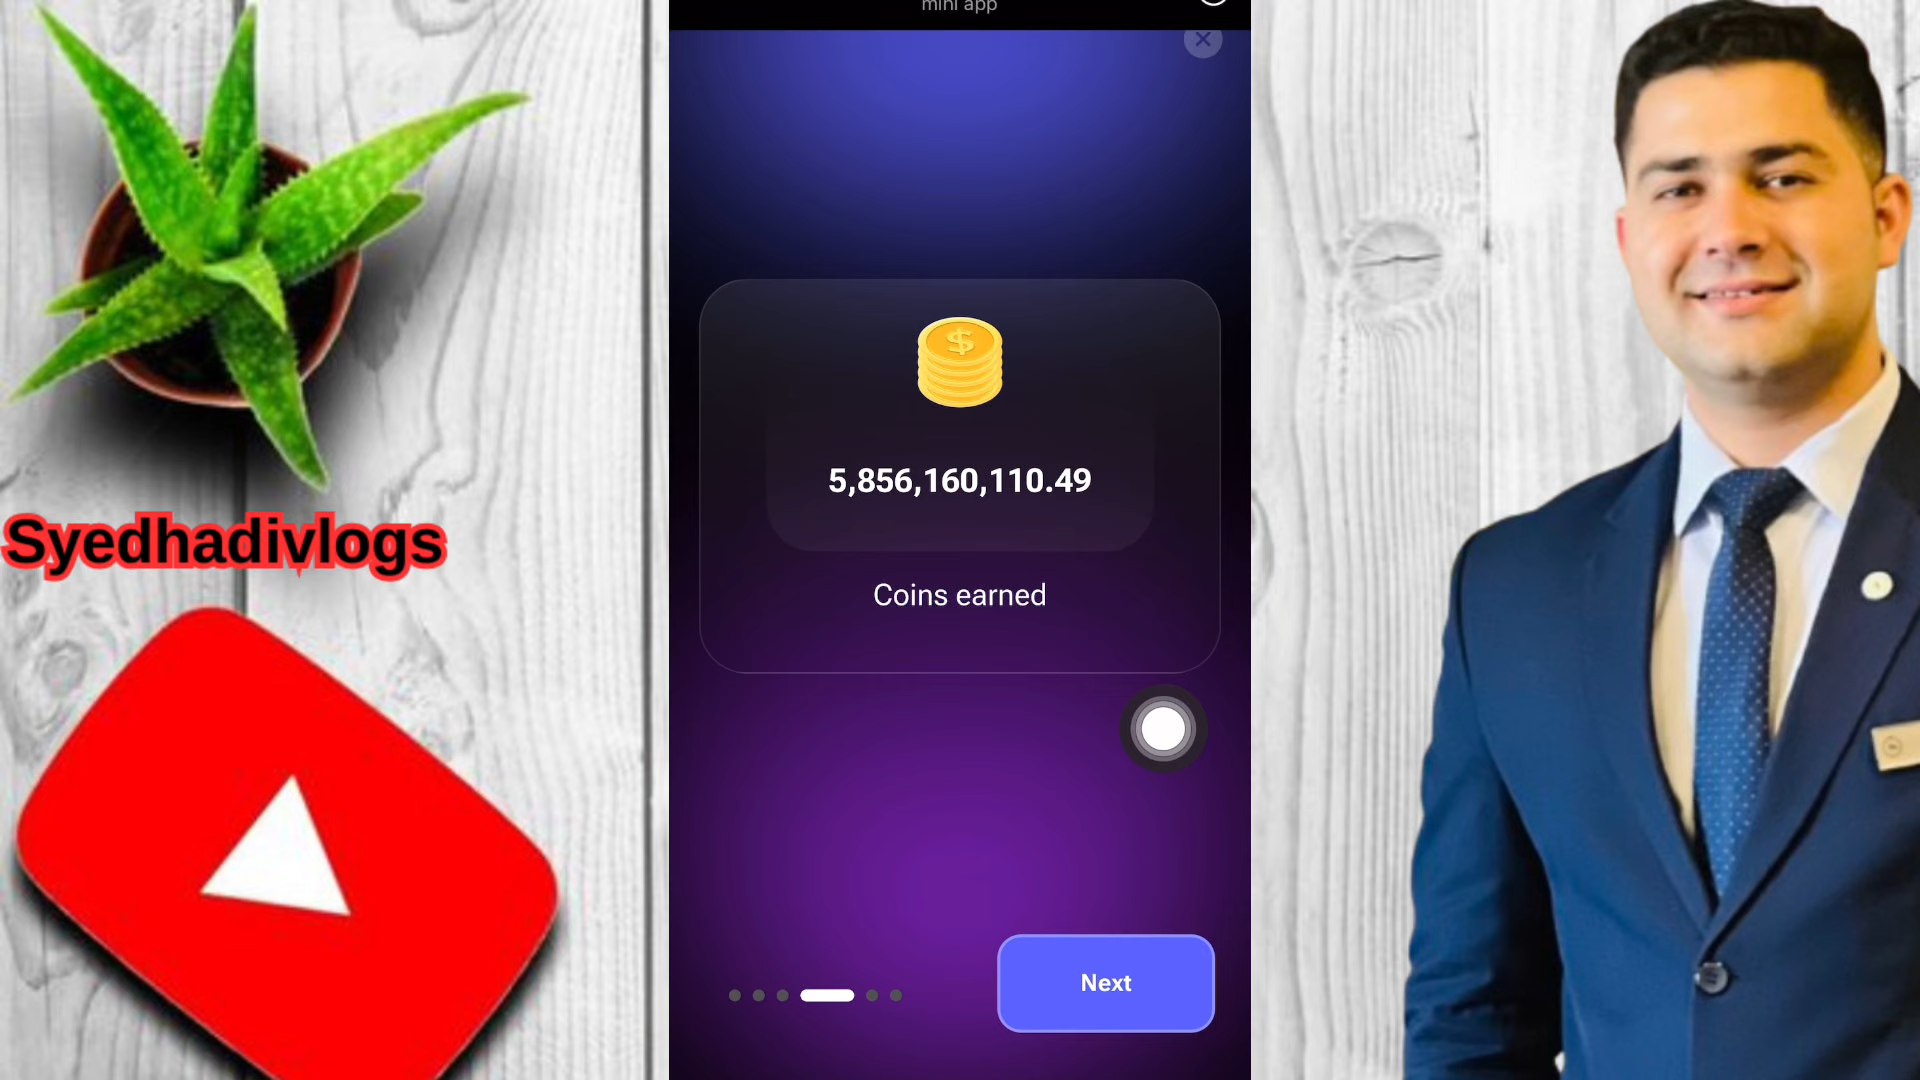 mini app
Syedhadivlogs
5,856,160,110.49
Coins earned
Next